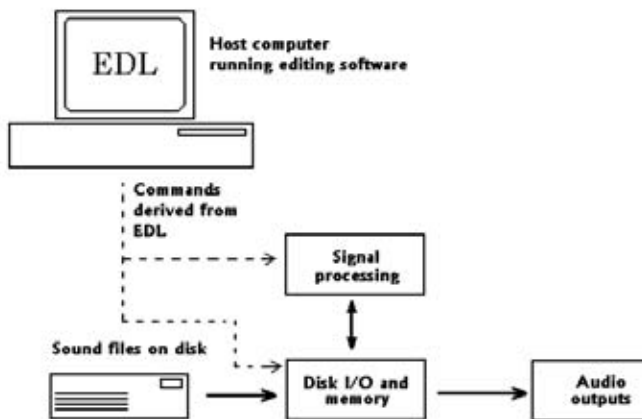 EDL
Host computer
running editing software
Commands
derived from
EDL
Signal
processing
Sound files on disk
Disk I/O and
memory
Audio
outputs